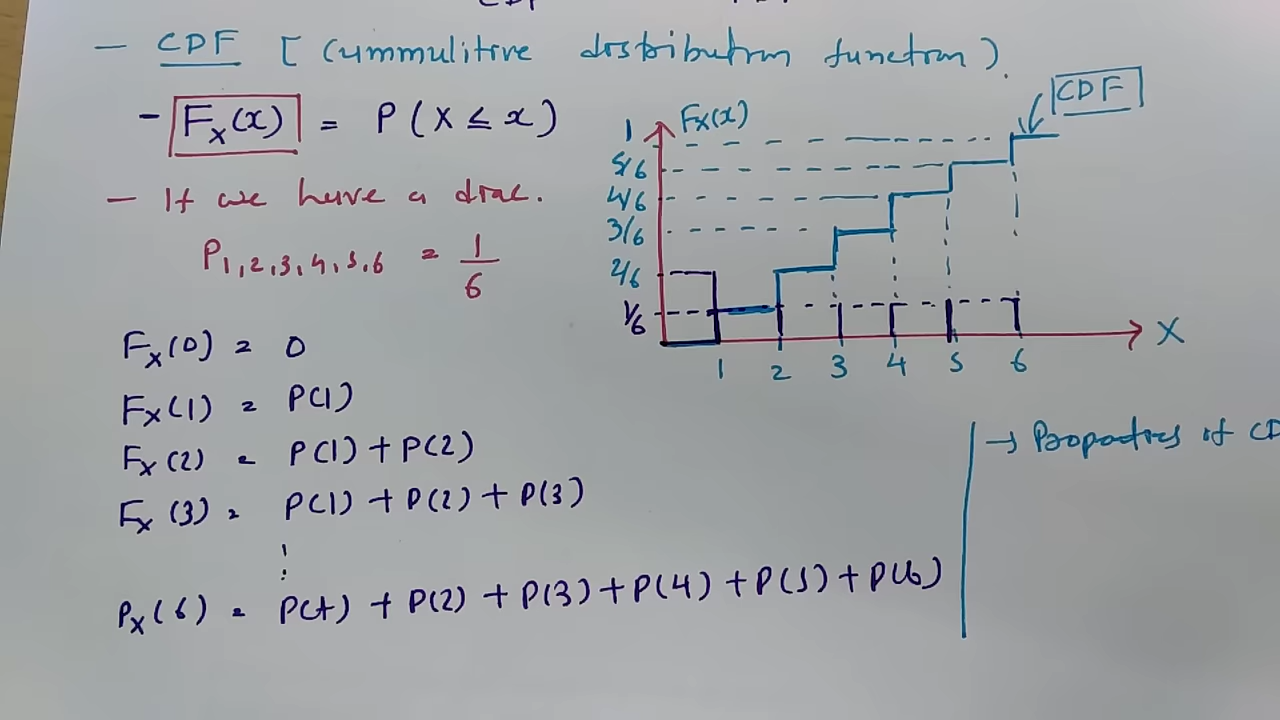 - CDF [ Cummulitive distribution function ).
- Fx(x) = P ( X ≤ x )
- If we have a dice.
P1,2,3,4,5,6 = 1/6
Fx(0) = 0
Fx(1) = P(1)
Fx(2) = P(1) + P(2)
Fx(3) = P(1) + P(2) + P(3)
⋮
Px(6) = P(1) + P(2) + P(3) + P(4) + P(5) + P(6)
CDF
Fx(x)
1
5/6
4/6
3/6
2/6
1/6
1 2 3 4 5 6
X
→ Properties of CD